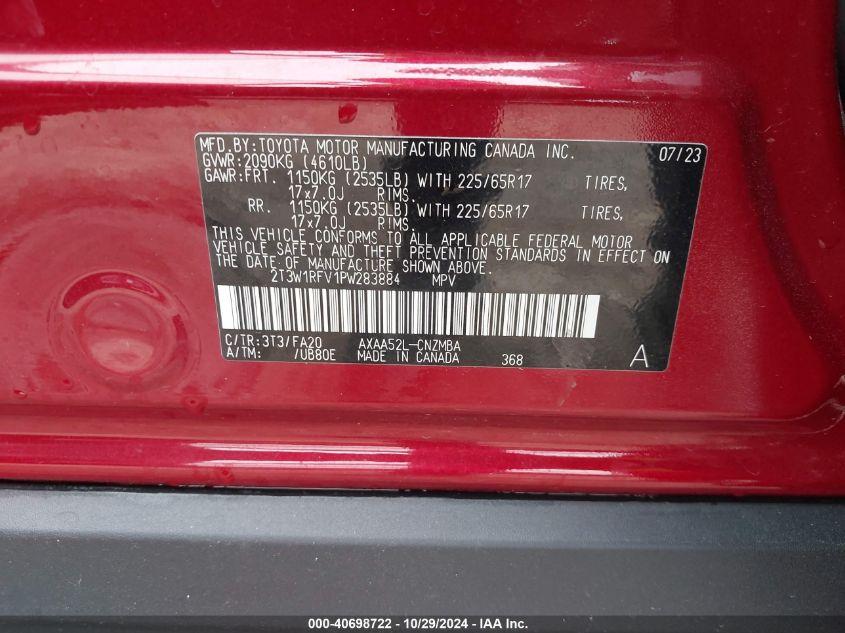 MFD.BY:TOYOTA MOTOR MANUFACTURING CANADA INC. 07/23
GVWR:2090KG (4610LB)
GAWR:FRT. 1150KG (2535LB) WITH 225/65R17 TIRES,
17x7.0J RIMS.
RR. 1150KG (2535LB) WITH 225/65R17 TIRES,
17x7.0J RIMS.
THIS VEHICLE CONFORMS TO ALL APPLICABLE FEDERAL MOTOR
VEHICLE SAFETY AND THEFT PREVENTION STANDARDS IN EFFECT ON
THE DATE OF MANUFACTURE SHOWN ABOVE.
2T3W1RFV1PW283884 MPV
C/TR:3T3/FA20 AXAA52L-CNZMBA
A/TM: /UB80E MADE IN CANADA 368 A
000-40698722 - 10/29/2024 - IAA Inc.